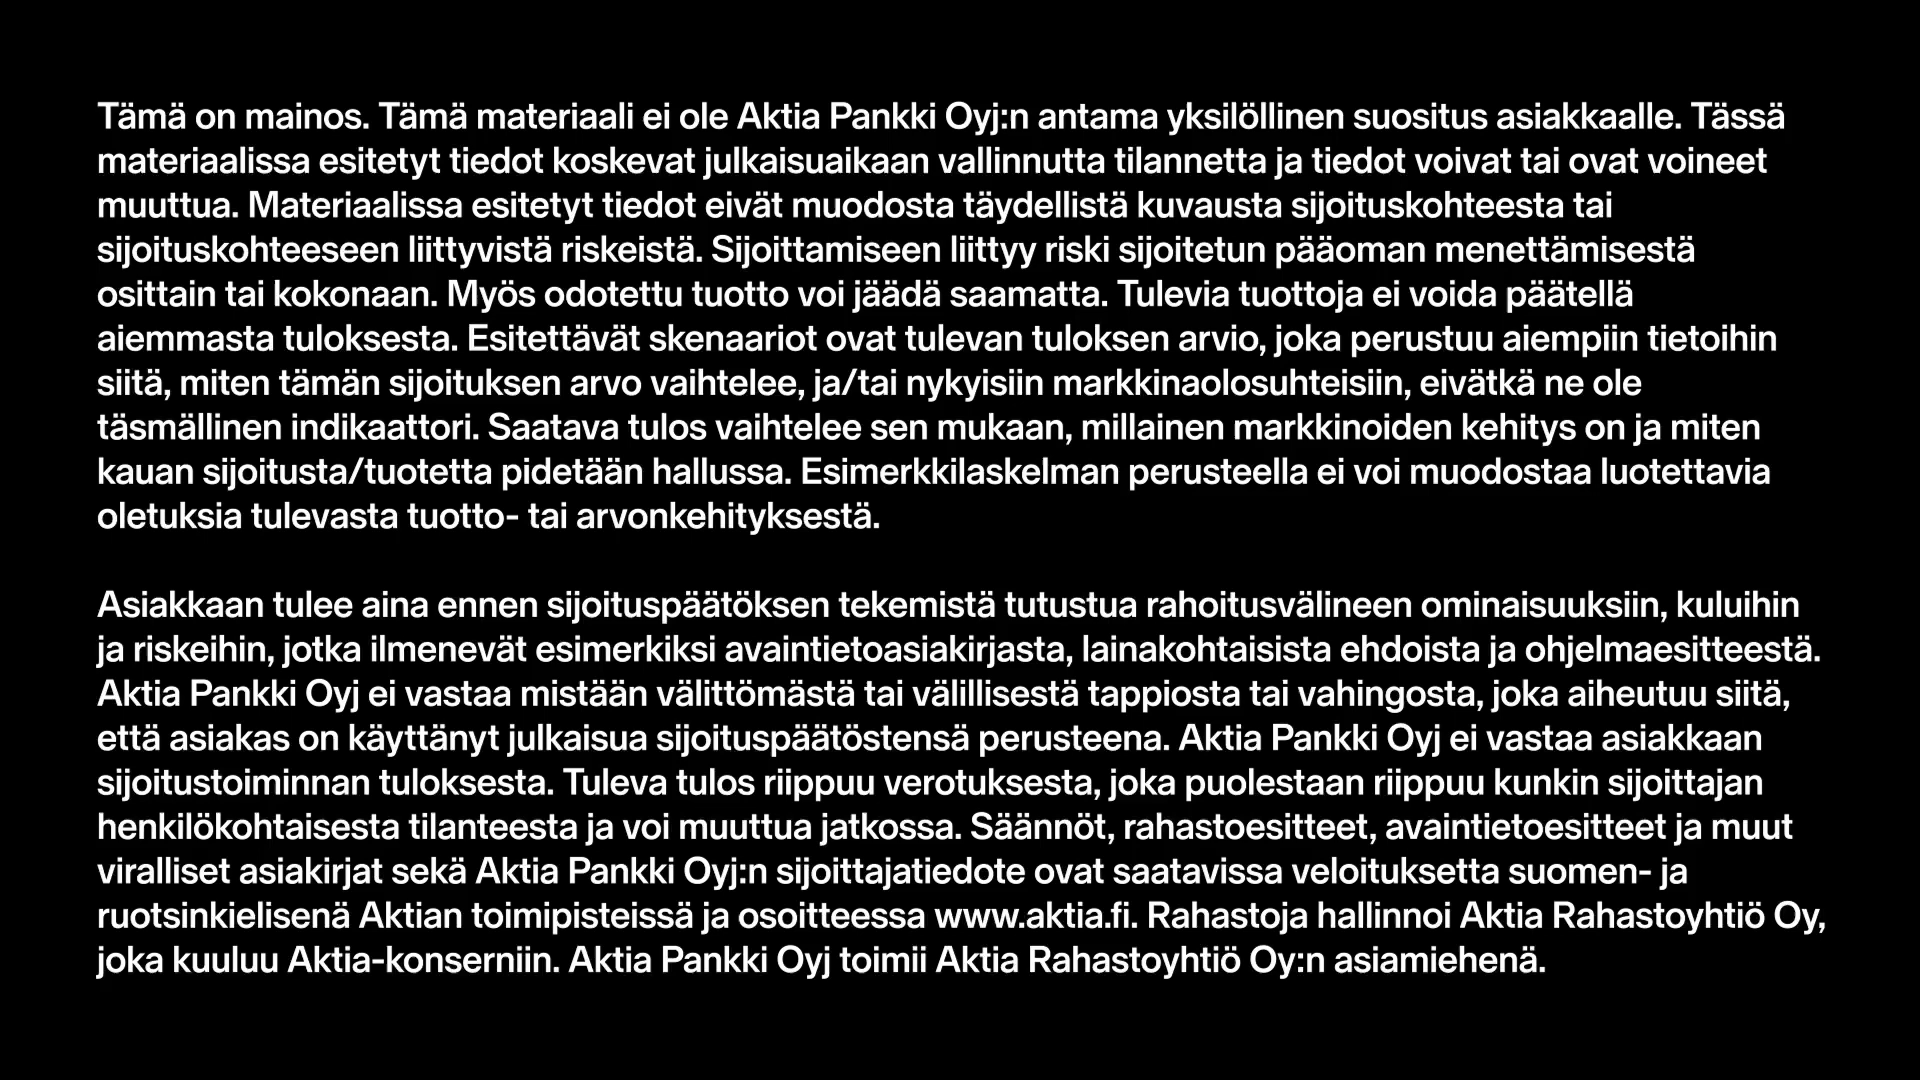 Tämä on mainos. Tämä materiaali ei ole Aktia Pankki Oyj:n antama yksilöllinen suositus asiakkaalle. Tässä
materiaalissa esitetyt tiedot koskevat julkaisuaikaan vallinnutta tilannetta ja tiedot voivat tai ovat voineet
muuttua. Materiaalissa esitetyt tiedot eivät muodosta täydellistä kuvausta sijoituskohteesta tai
sijoituskohteeseen liittyvistä riskeistä. Sijoittamiseen liittyy riski sijoitetun pääoman menettämisestä
osittain tai kokonaan. Myös odotettu tuotto voi jäädä saamatta. Tulevia tuottoja ei voida päätellä
aiemmasta tuloksesta. Esitettävät skenaariot ovat tulevan tuloksen arvio, joka perustuu aiempiin tietoihin
siitä, miten tämän sijoituksen arvo vaihtelee, ja/tai nykyisiin markkinaolosuhteisiin, eivätkä ne ole
täsmällinen indikaattori. Saatava tulos vaihtelee sen mukaan, millainen markkinoiden kehitys on ja miten
kauan sijoitusta/tuotetta pidetään hallussa. Esimerkkilaskelman perusteella ei voi muodostaa luotettavia
oletuksia tulevasta tuotto- tai arvonkehityksestä.
Asiakkaan tulee aina ennen sijoituspäätöksen tekemistä tutustua rahoitusvälineen ominaisuuksiin, kuluihin
ja riskeihin, jotka ilmenevät esimerkiksi avaintietoasiakirjasta, lainakohtaisista ehdoista ja ohjelmaesitteestä.
Aktia Pankki Oyj ei vastaa mistään välittömästä tai välillisestä tappiosta tai vahingosta, joka aiheutuu siitä,
että asiakas on käyttänyt julkaisua sijoituspäätöstensä perusteena. Aktia Pankki Oyj ei vastaa asiakkaan
sijoitustoiminnan tuloksesta. Tuleva tulos riippuu verotuksesta, joka puolestaan riippuu kunkin sijoittajan
henkilökohtaisesta tilanteesta ja voi muuttua jatkossa. Säännöt, rahastoesitteet, avaintietoesitteet ja muut
viralliset asiakirjat sekä Aktia Pankki Oyj:n sijoittajatiedote ovat saatavissa veloituksetta suomen- ja
ruotsinkielisenä Aktian toimipisteissä ja osoitteessa www.aktia.fi. Rahastoja hallinnoi Aktia Rahastoyhtiö Oy,
joka kuuluu Aktia-konserniin. Aktia Pankki Oyj toimii Aktia Rahastoyhtiö Oy:n asiamiehenä.